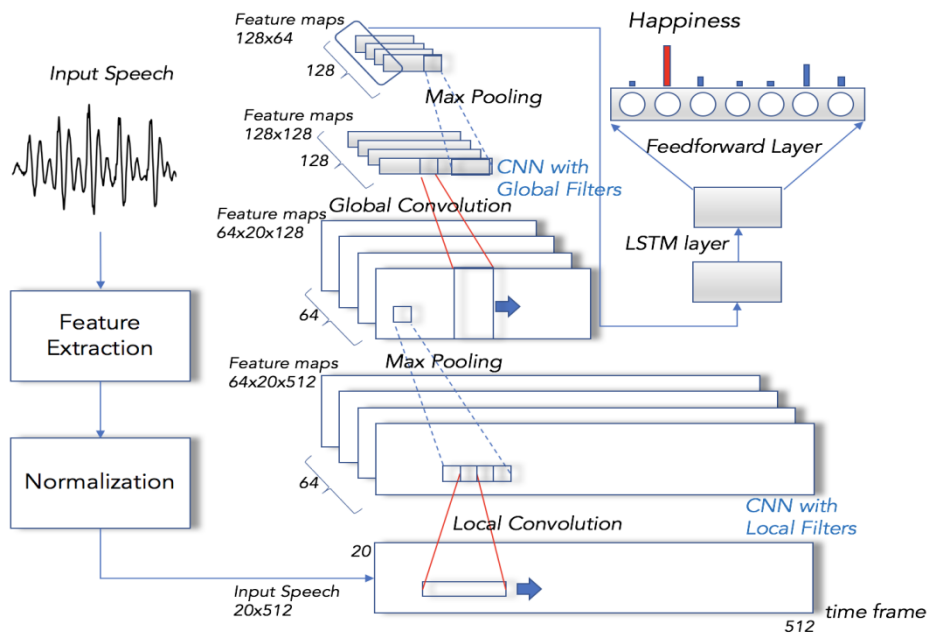 Input Speech
Feature
Extraction
Normalization
Input Speech
20x512
Feature maps
128x64
128
Max Pooling
Feature maps
128x128
128
CNN with
Global Filters
Global Convolution
Feature maps
64x20x128
64
Max Pooling
Feature maps
64x20x512
64
CNN with
Local Filters
Local Convolution
20
time frame
512
Happiness
Feedforward Layer
LSTM layer